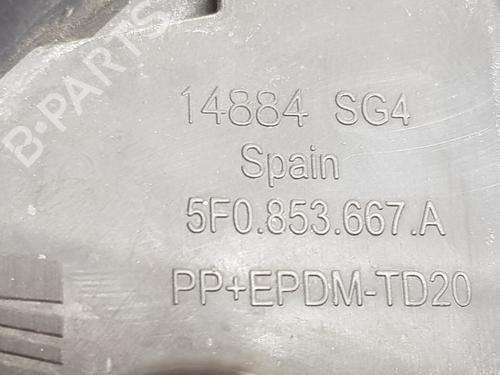 B-PARTS
14884 SG4
Spain
5F0.853.667.A
PP+EPDM-TD20